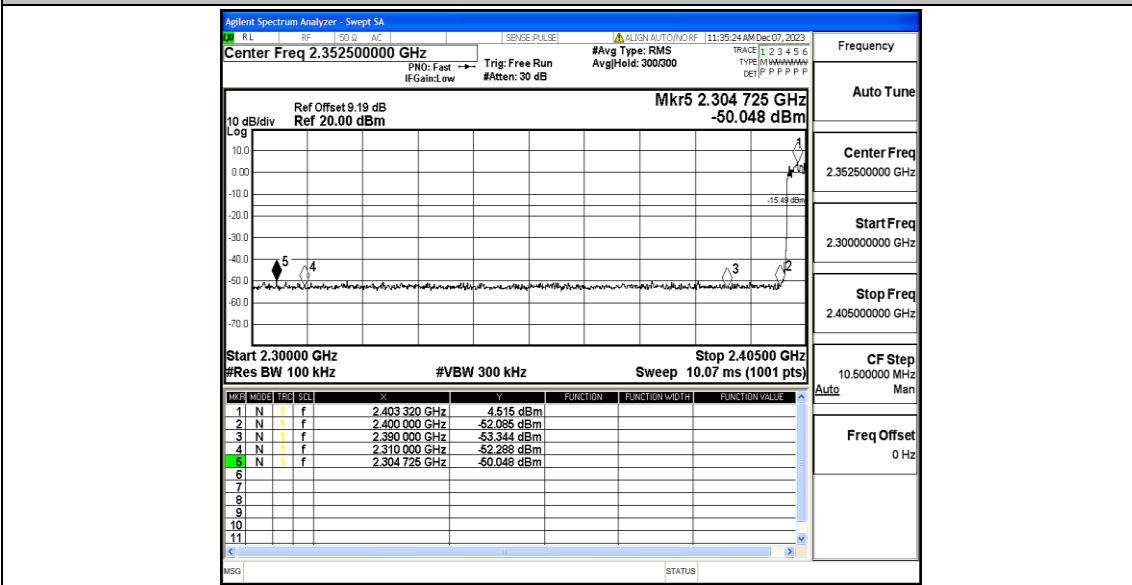 Agilent Spectrum Analyzer - Swept SA
RL RF 50 Ω AC SENSE:PULSE ALIGN AUTO/NO RF 11:35:24 AM Dec 07, 2023
Center Freq 2.352500000 GHz
PNO: Fast
IFGain:Low
Trig: Free Run
#Atten: 30 dB
#Avg Type: RMS
Avg|Hold: 300/300
TRACE 1 2 3 4 5 6
TYPE M WWWWW
DET P P P P P P
Ref Offset 9.19 dB
Ref 20.00 dBm
10 dB/div
Log
Mkr5 2.304 725 GHz
-50.048 dBm
10.0
0.00
-10.0
-20.0
-30.0
-40.0
-50.0
-60.0
-70.0
1
-15.49 dBm
5
4
3
2
Start 2.30000 GHz
Stop 2.40500 GHz
#Res BW 100 kHz
#VBW 300 kHz
Sweep 10.07 ms (1001 pts)
MKR MODE TRC SCL X Y FUNCTION FUNCTION WIDTH FUNCTION VALUE
1 N 1 f 2.403 320 GHz 4.515 dBm
2 N 1 f 2.400 000 GHz -52.085 dBm
3 N 1 f 2.390 000 GHz -53.344 dBm
4 N 1 f 2.310 000 GHz -52.288 dBm
5 N 1 f 2.304 725 GHz -50.048 dBm
6
7
8
9
10
11
MSG
STATUS
Frequency
Auto Tune
Center Freq
2.352500000 GHz
Start Freq
2.300000000 GHz
Stop Freq
2.405000000 GHz
CF Step
10.500000 MHz
Auto Man
Freq Offset
0 Hz